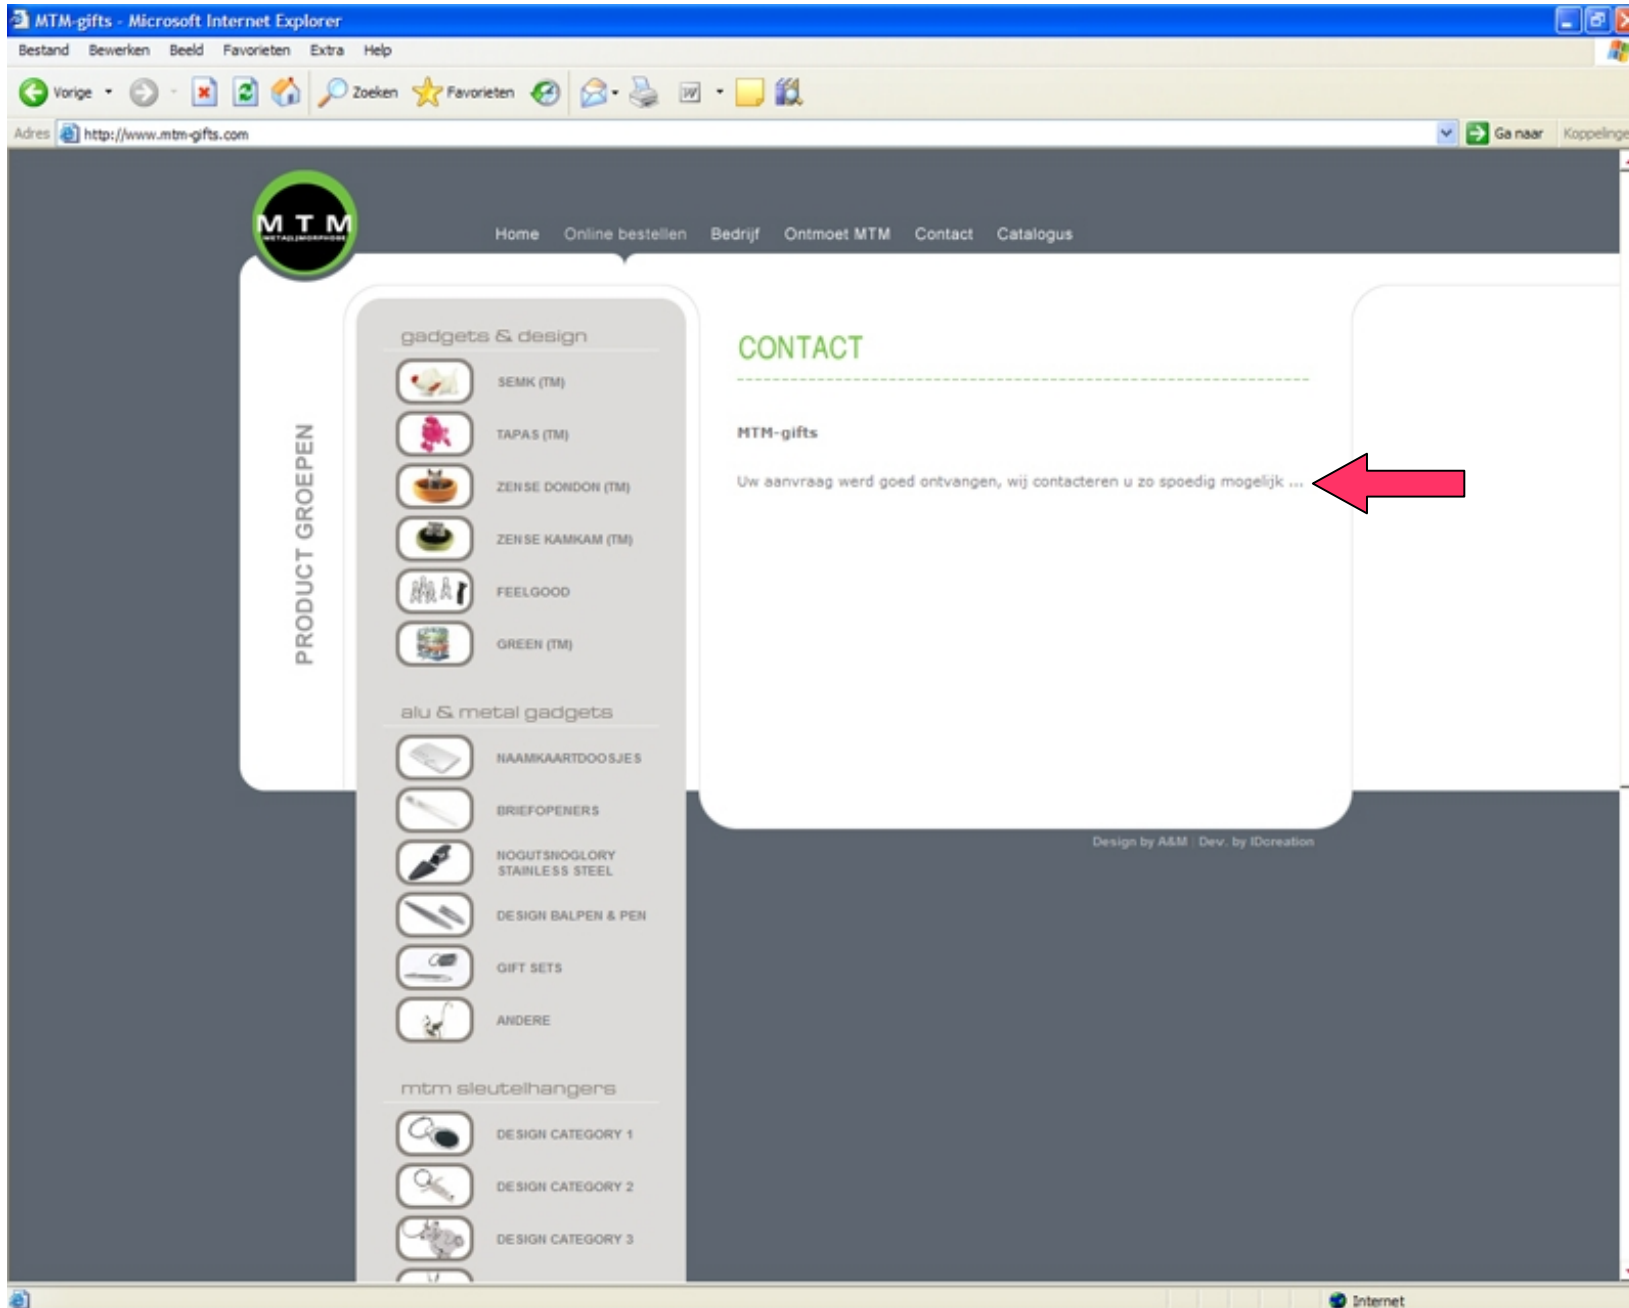 MTM-gifts - Microsoft Internet Explorer
Bestand Bewerken Beeld Favorieten Extra Help
Vorige Zoeken Favorieten
Adres http://www.mtm-gifts.com Ga naar Koppelinge
MTM
Home Online bestellen Bedrijf Ontmoet MTM Contact Catalogus
PRODUCT GROEPEN
gadgets & design
SEMK (TM)
TAPAS (TM)
ZENSE DONDON (TM)
ZENSE KAMKAM (TM)
FEELGOOD
GREEN (TM)
alu & metal gadgets
NAAMKAARTDOOSJES
BRIEFOPENERS
NOGUTSNOGLORY
STAINLESS STEEL
DESIGN BALPEN & PEN
GIFT SETS
ANDERE
mtm sleutelhangers
DESIGN CATEGORY 1
DESIGN CATEGORY 2
DESIGN CATEGORY 3
CONTACT
MTM-gifts
Uw aanvraag werd goed ontvangen, wij contacteren u zo spoedig mogelijk ...
Design by A&M | Dev. by IDcreation
Internet